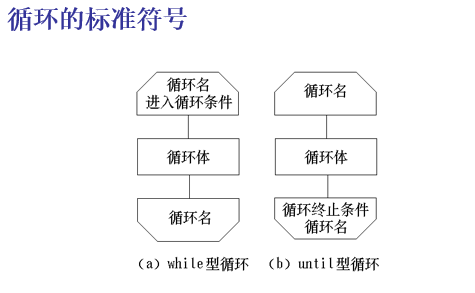 循环的标准符号
循环名
进入循环条件
循环体
循环名
(a) while型循环
循环名
循环体
循环终止条件
循环名
(b) until型循环